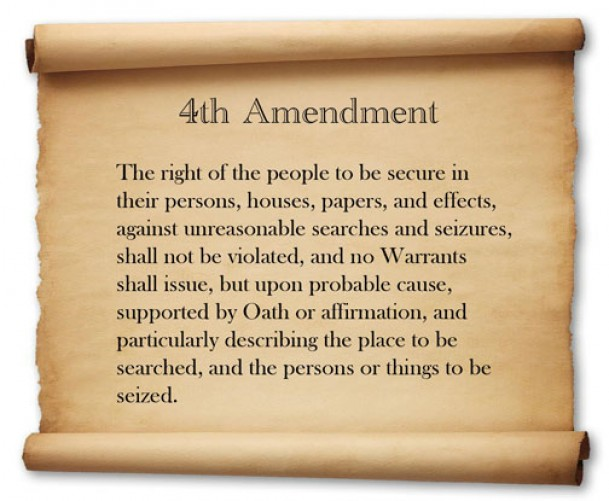 4th Amendment
The right of the people to be secure in
their persons, houses, papers, and effects,
against unreasonable searches and seizures,
shall not be violated, and no Warrants
shall issue, but upon probable cause,
supported by Oath or affirmation, and
particularly describing the place to be
searched, and the persons or things to be
seized.